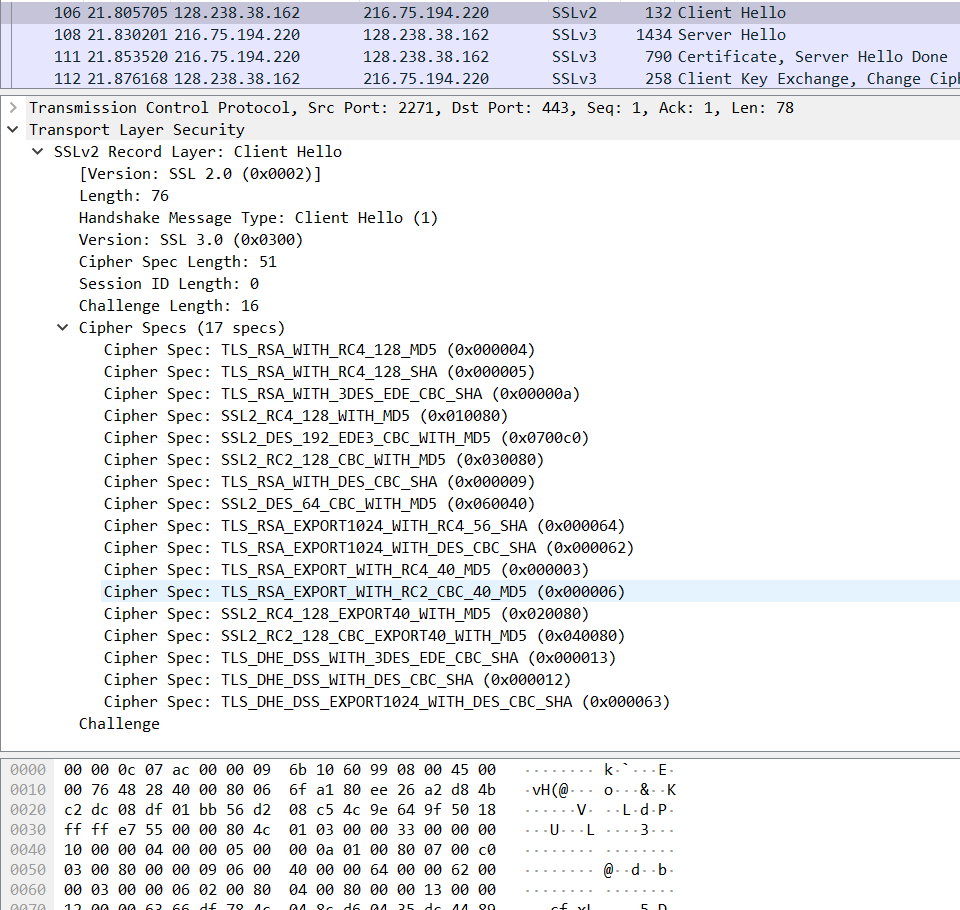 106 21.805705 128.238.38.162 216.75.194.220 SSLv2 132 Client Hello
108 21.830201 216.75.194.220 128.238.38.162 SSLv3 1434 Server Hello
111 21.853520 216.75.194.220 128.238.38.162 SSLv3 790 Certificate, Server Hello Done
112 21.876168 128.238.38.162 216.75.194.220 SSLv3 258 Client Key Exchange, Change Ciph
Transmission Control Protocol, Src Port: 2271, Dst Port: 443, Seq: 1, Ack: 1, Len: 78
Transport Layer Security
SSLv2 Record Layer: Client Hello
[Version: SSL 2.0 (0x0002)]
Length: 76
Handshake Message Type: Client Hello (1)
Version: SSL 3.0 (0x0300)
Cipher Spec Length: 51
Session ID Length: 0
Challenge Length: 16
Cipher Specs (17 specs)
Cipher Spec: TLS_RSA_WITH_RC4_128_MD5 (0x000004)
Cipher Spec: TLS_RSA_WITH_RC4_128_SHA (0x000005)
Cipher Spec: TLS_RSA_WITH_3DES_EDE_CBC_SHA (0x00000a)
Cipher Spec: SSL2_RC4_128_WITH_MD5 (0x010080)
Cipher Spec: SSL2_DES_192_EDE3_CBC_WITH_MD5 (0x0700c0)
Cipher Spec: SSL2_RC2_128_CBC_WITH_MD5 (0x030080)
Cipher Spec: TLS_RSA_WITH_DES_CBC_SHA (0x000009)
Cipher Spec: SSL2_DES_64_CBC_WITH_MD5 (0x060040)
Cipher Spec: TLS_RSA_EXPORT1024_WITH_RC4_56_SHA (0x000064)
Cipher Spec: TLS_RSA_EXPORT1024_WITH_DES_CBC_SHA (0x000062)
Cipher Spec: TLS_RSA_EXPORT_WITH_RC4_40_MD5 (0x000003)
Cipher Spec: TLS_RSA_EXPORT_WITH_RC2_CBC_40_MD5 (0x000006)
Cipher Spec: SSL2_RC4_128_EXPORT40_WITH_MD5 (0x020080)
Cipher Spec: SSL2_RC2_128_CBC_EXPORT40_WITH_MD5 (0x040080)
Cipher Spec: TLS_DHE_DSS_WITH_3DES_EDE_CBC_SHA (0x000013)
Cipher Spec: TLS_DHE_DSS_WITH_DES_CBC_SHA (0x000012)
Cipher Spec: TLS_DHE_DSS_EXPORT1024_WITH_DES_CBC_SHA (0x000063)
Challenge
0000 00 00 0c 07 ac 00 00 09 6b 10 60 99 08 00 45 00 ········ k·`···E·
0010 00 76 48 28 40 00 80 06 6f a1 80 ee 26 a2 d8 4b ·vH(@··· o···&··K
0020 c2 dc 08 df 01 bb 56 d2 08 c5 4c 9e 64 9f 50 18 ······V· ··L·d·P·
0030 ff ff e7 55 00 00 80 4c 01 03 00 00 33 00 00 00 ···U···L ····3···
0040 10 00 00 04 00 00 05 00 00 0a 01 00 80 07 00 c0 ········ ········
0050 03 00 80 00 00 09 06 00 40 00 00 64 00 00 62 00 ········ @··d··b·
0060 00 03 00 00 06 02 00 80 04 00 80 00 00 13 00 00 ········ ········
0070 12 00 00 63 66 df 78 4c 04 8c d6 04 35 dc 44 89